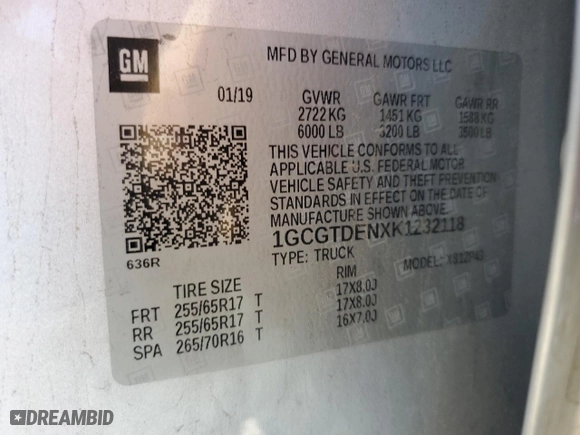 GM
MFD BY GENERAL MOTORS LLC
01/19 GVWR GAWR FRT GAWR RR
2722 KG 1451 KG 1588 KG
6000 LB 3200 LB 3500 LB
THIS VEHICLE CONFORMS TO ALL
APPLICABLE U.S. FEDERAL MOTOR
VEHICLE SAFETY AND THEFT PREVENTION
STANDARDS IN EFFECT ON THE DATE OF
MANUFACTURE SHOWN ABOVE.
636R 1GCGTDENXK1232118
TYPE: TRUCK MODEL:
TIRE SIZE RIM
FRT 255/65R17 T 17X8.0J
RR 255/65R17 T 17X8.0J
SPA 265/70R16 T 16X7.0J
DREAMBID